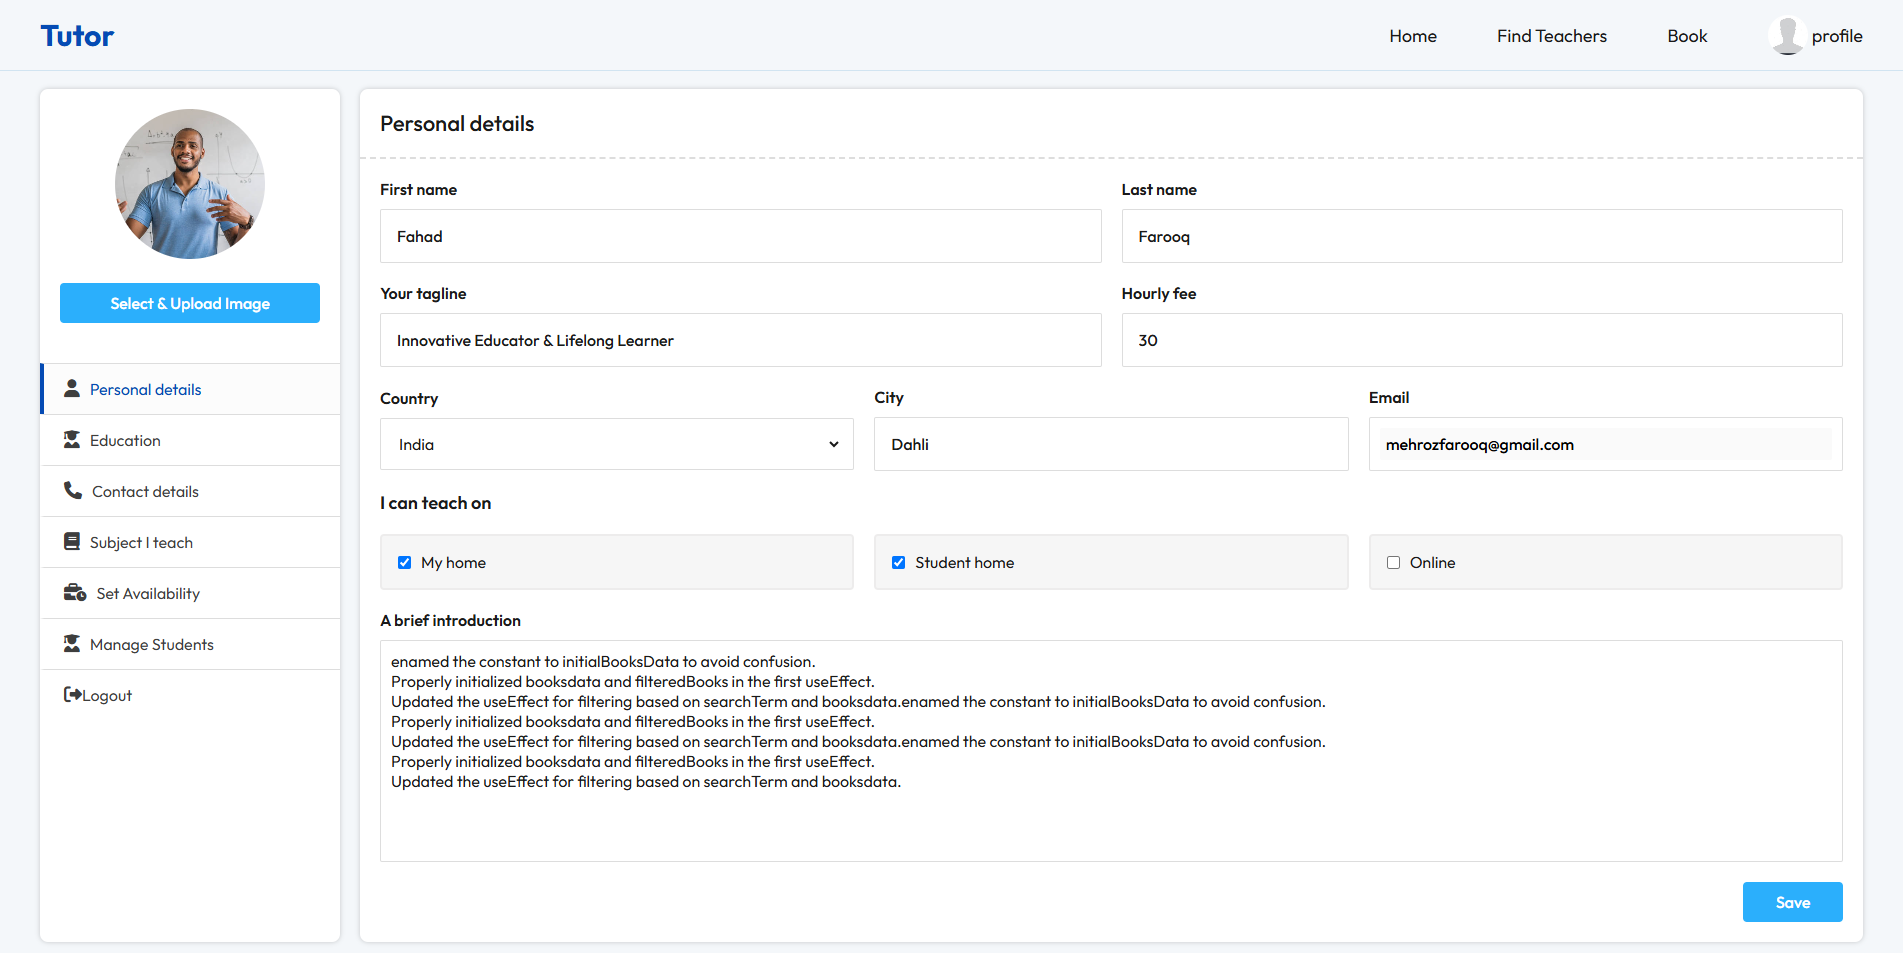 Tutor
Home
Find Teachers
Book
profile
Select & Upload Image
Personal details
Education
Contact details
Subject I teach
Set Availability
Manage Students
Logout
Personal details
First name
Last name
Fahad
Farooq
Your tagline
Hourly fee
Innovative Educator & Lifelong Learner
30
Country
City
Email
India
Dahli
mehrozfarooq@gmail.com
I can teach on
My home
Student home
Online
A brief introduction
enamed the constant to initialBooksData to avoid confusion.
Properly initialized booksdata and filteredBooks in the first useEffect.
Updated the useEffect for filtering based on searchTerm and booksdata.enamed the constant to initialBooksData to avoid confusion.
Properly initialized booksdata and filteredBooks in the first useEffect.
Updated the useEffect for filtering based on searchTerm and booksdata.enamed the constant to initialBooksData to avoid confusion.
Properly initialized booksdata and filteredBooks in the first useEffect.
Updated the useEffect for filtering based on searchTerm and booksdata.
Save